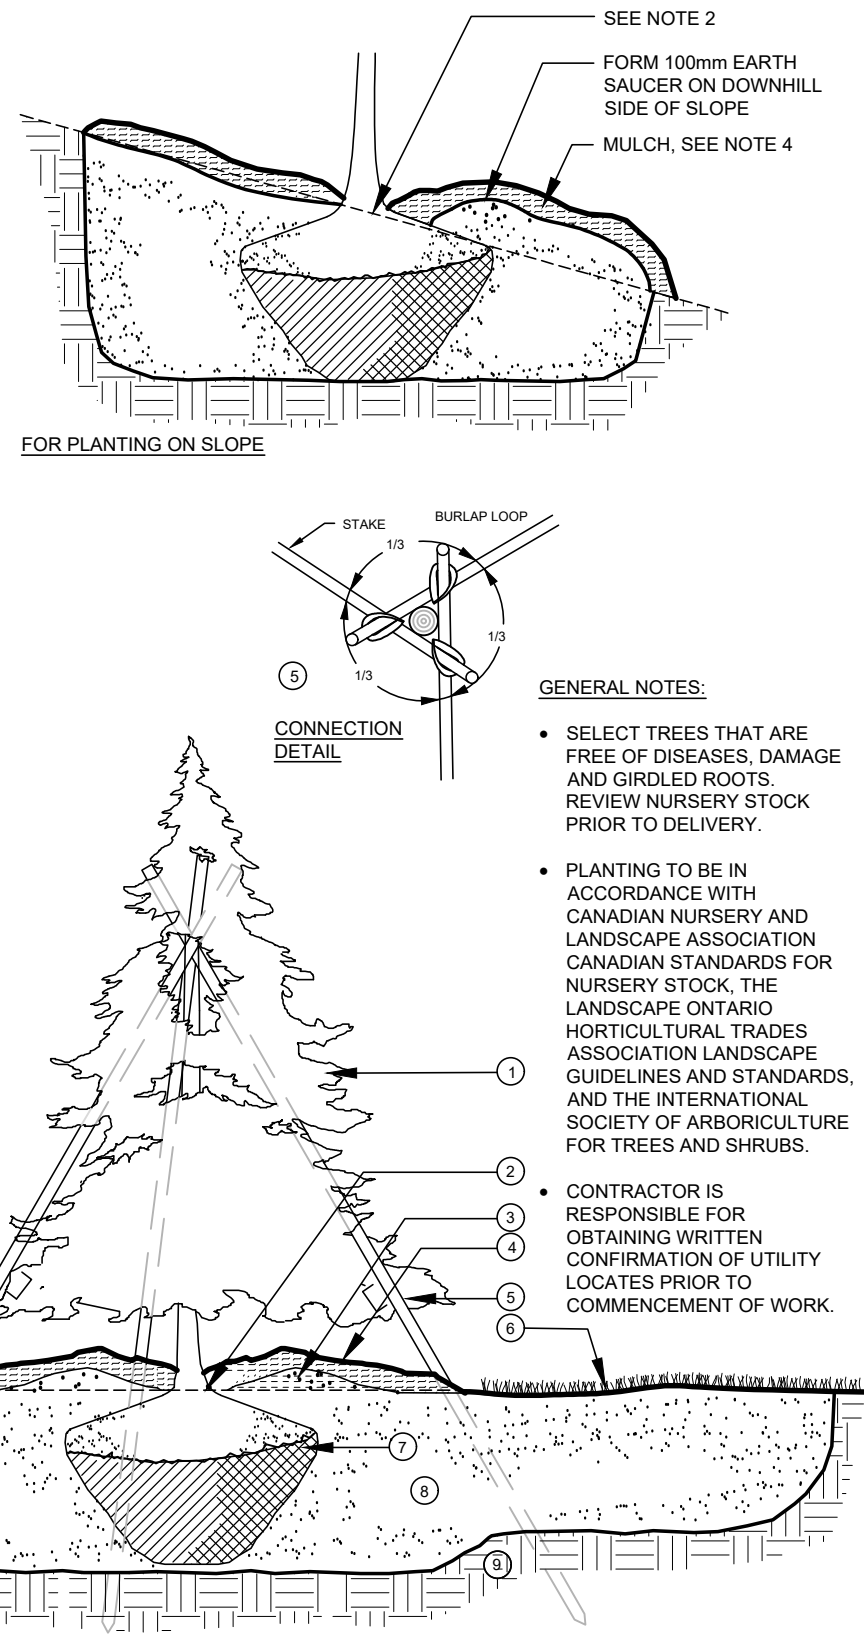 SEE NOTE 2
FORM 100mm EARTH
SAUCER ON DOWNHILL
SIDE OF SLOPE
MULCH, SEE NOTE 4
FOR PLANTING ON SLOPE
STAKE
BURLAP LOOP
1/3
1/3
1/3
5
CONNECTION
DETAIL
GENERAL NOTES:
• SELECT TREES THAT ARE
FREE OF DISEASES, DAMAGE
AND GIRDLED ROOTS.
REVIEW NURSERY STOCK
PRIOR TO DELIVERY.
• PLANTING TO BE IN
ACCORDANCE WITH
CANADIAN NURSERY AND
LANDSCAPE ASSOCIATION
CANADIAN STANDARDS FOR
NURSERY STOCK, THE
LANDSCAPE ONTARIO
HORTICULTURAL TRADES
ASSOCIATION LANDSCAPE
GUIDELINES AND STANDARDS,
AND THE INTERNATIONAL
SOCIETY OF ARBORICULTURE
FOR TREES AND SHRUBS.
• CONTRACTOR IS
RESPONSIBLE FOR
OBTAINING WRITTEN
CONFIRMATION OF UTILITY
LOCATES PRIOR TO
COMMENCEMENT OF WORK.
1
2
3
4
5
6
7
8
9